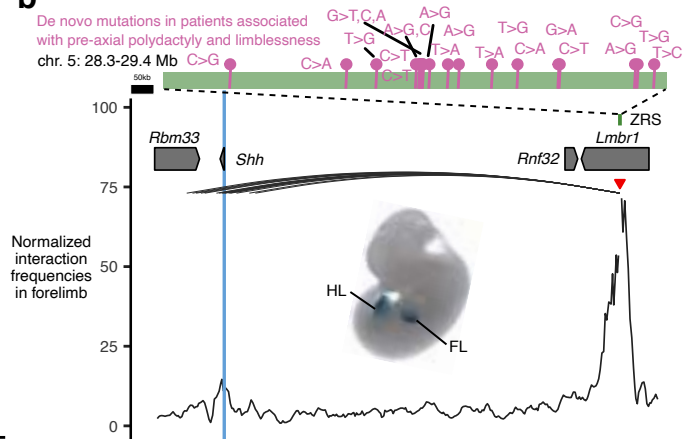 b
De novo mutations in patients associated
with pre-axial polydactyly and limblessness
chr. 5: 28.3-29.4 Mb
C>G
C>A
T>G
G>T,C,A
C>T
C>T
A>G,C
A>G
T>A
A>G
T>A
T>G
C>A
G>A
C>T
C>G
A>G
T>G
T>C
50kb
ZRS
Rbm33
Shh
Rnf32
Lmbr1
Normalized
interaction
frequencies
in forelimb
100
75
50
25
0
HL
FL